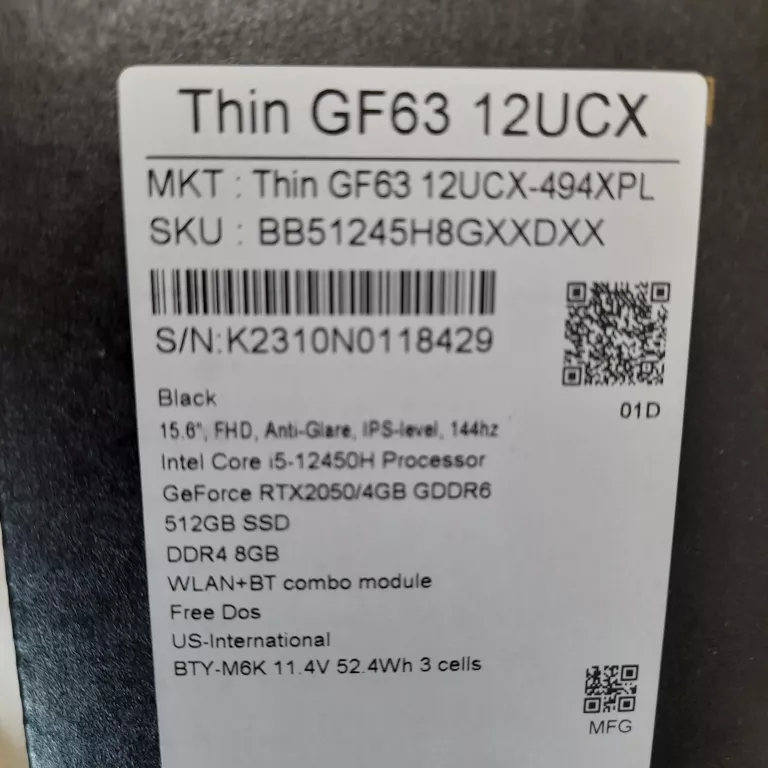 Thin GF63 12UCX
MKT : Thin GF63 12UCX-494XPL
SKU : BB51245H8GXXDXX
S/N:K2310N0118429
01D
Black
15.6", FHD, Anti-Glare, IPS-level, 144hz
Intel Core i5-12450H Processor
GeForce RTX2050/4GB GDDR6
512GB SSD
DDR4 8GB
WLAN+BT combo module
Free Dos
US-International
BTY-M6K 11.4V 52.4Wh 3 cells
MFG